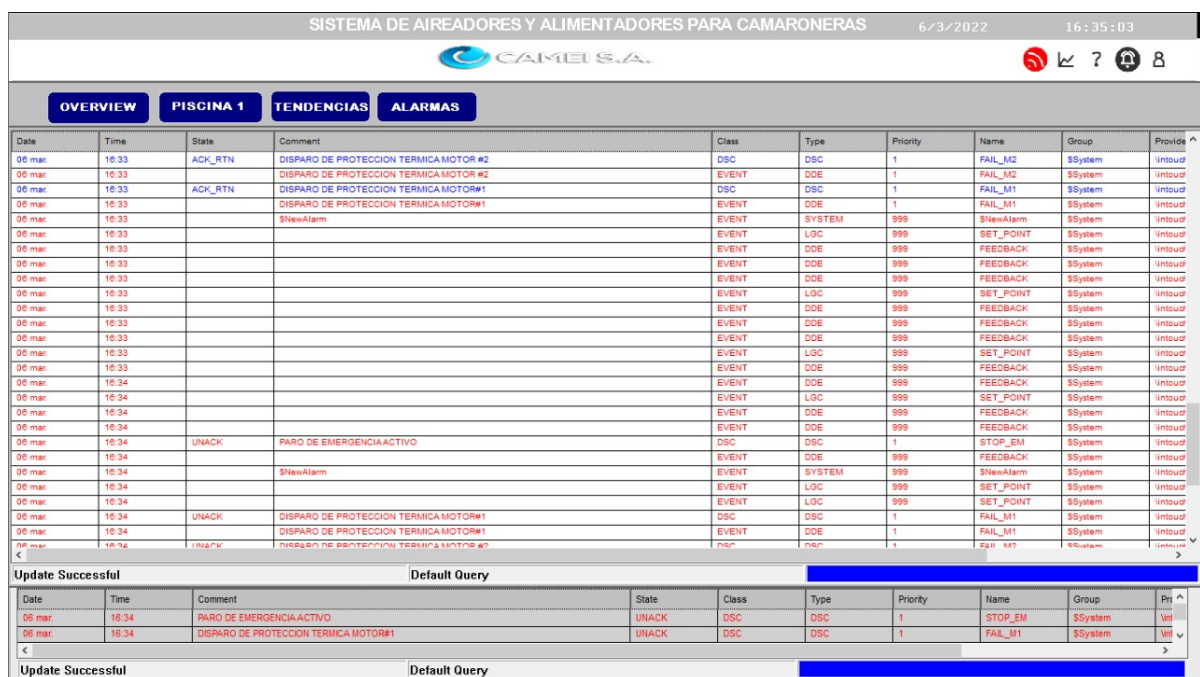 SISTEMA DE AIREADORES Y ALIMENTADORES PARA CAMARONERAS 6/3/2022 16:35:03
CAMEI S.A.
OVERVIEW PISCINA 1 TENDENCIAS ALARMAS
Date Time State Comment Class Type Priority Name Group Provide
06 mar. 16:33 ACK_RTN DISPARO DE PROTECCION TERMICA MOTOR #2 DSC DSC 1 FAIL_M2 $System \intouch
06 mar. 16:33 DISPARO DE PROTECCION TERMICA MOTOR #2 EVENT DDE 1 FAIL_M2 $System \intouch
06 mar. 16:33 ACK_RTN DISPARO DE PROTECCION TERMICA MOTOR#1 DSC DSC 1 FAIL_M1 $System \intouch
06 mar. 16:33 DISPARO DE PROTECCION TERMICA MOTOR#1 EVENT DDE 1 FAIL_M1 $System \intouch
06 mar. 16:33 $NewAlarm EVENT SYSTEM 999 $NewAlarm $System \intouch
06 mar. 16:33 EVENT LGC 999 SET_POINT $System \intouch
06 mar. 16:33 EVENT DDE 999 FEEDBACK $System \intouch
06 mar. 16:33 EVENT DDE 999 FEEDBACK $System \intouch
06 mar. 16:33 EVENT DDE 999 FEEDBACK $System \intouch
06 mar. 16:33 EVENT LGC 999 SET_POINT $System \intouch
06 mar. 16:33 EVENT DDE 999 FEEDBACK $System \intouch
06 mar. 16:33 EVENT DDE 999 FEEDBACK $System \intouch
06 mar. 16:33 EVENT DDE 999 FEEDBACK $System \intouch
06 mar. 16:33 EVENT LGC 999 SET_POINT $System \intouch
06 mar. 16:33 EVENT DDE 999 FEEDBACK $System \intouch
06 mar. 16:34 EVENT DDE 999 FEEDBACK $System \intouch
06 mar. 16:34 EVENT LGC 999 SET_POINT $System \intouch
06 mar. 16:34 EVENT DDE 999 FEEDBACK $System \intouch
06 mar. 16:34 EVENT DDE 999 FEEDBACK $System \intouch
06 mar. 16:34 UNACK PARO DE EMERGENCIA ACTIVO DSC DSC 1 STOP_EM $System \intouch
06 mar. 16:34 EVENT DDE 999 FEEDBACK $System \intouch
06 mar. 16:34 $NewAlarm EVENT SYSTEM 999 $NewAlarm $System \intouch
06 mar. 16:34 EVENT LGC 999 SET_POINT $System \intouch
06 mar. 16:34 EVENT LGC 999 SET_POINT $System \intouch
06 mar. 16:34 UNACK DISPARO DE PROTECCION TERMICA MOTOR#1 DSC DSC 1 FAIL_M1 $System \intouch
06 mar. 16:34 DISPARO DE PROTECCION TERMICA MOTOR#1 EVENT DDE 1 FAIL_M1 $System \intouch
06 mar. 16:34 UNACK DISPARO DE PROTECCION TERMICA MOTOR #2 DSC DSC 1 FAIL_M2 $System \intouch
Update Successful Default Query
Date Time Comment State Class Type Priority Name Group Pro
06 mar. 16:34 PARO DE EMERGENCIA ACTIVO UNACK DSC DSC 1 STOP_EM $System \int
06 mar. 16:34 DISPARO DE PROTECCION TERMICA MOTOR#1 UNACK DSC DSC 1 FAIL_M1 $System \int
Update Successful Default Query